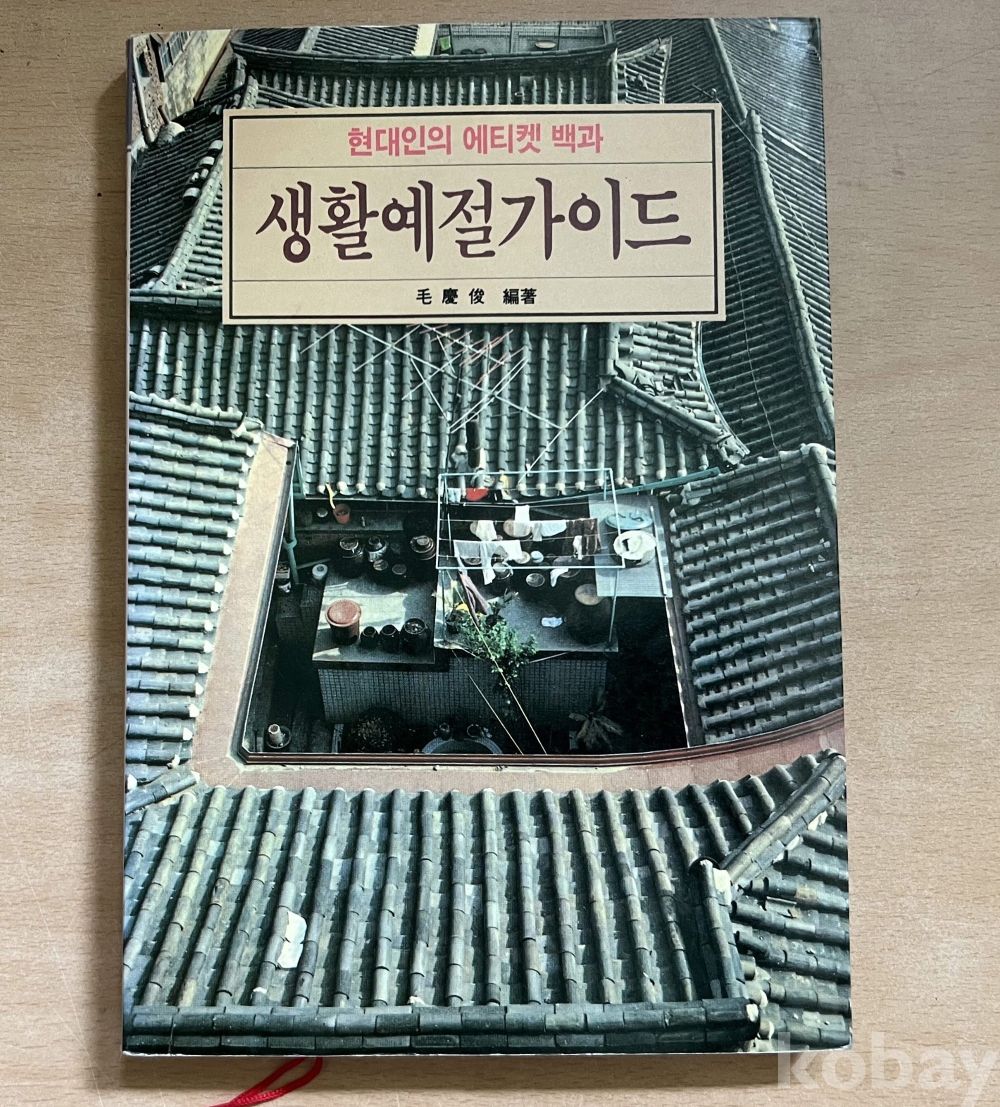 현대인의 에티켓 백과
생활예절가이드
毛慶俊 編著
kobay